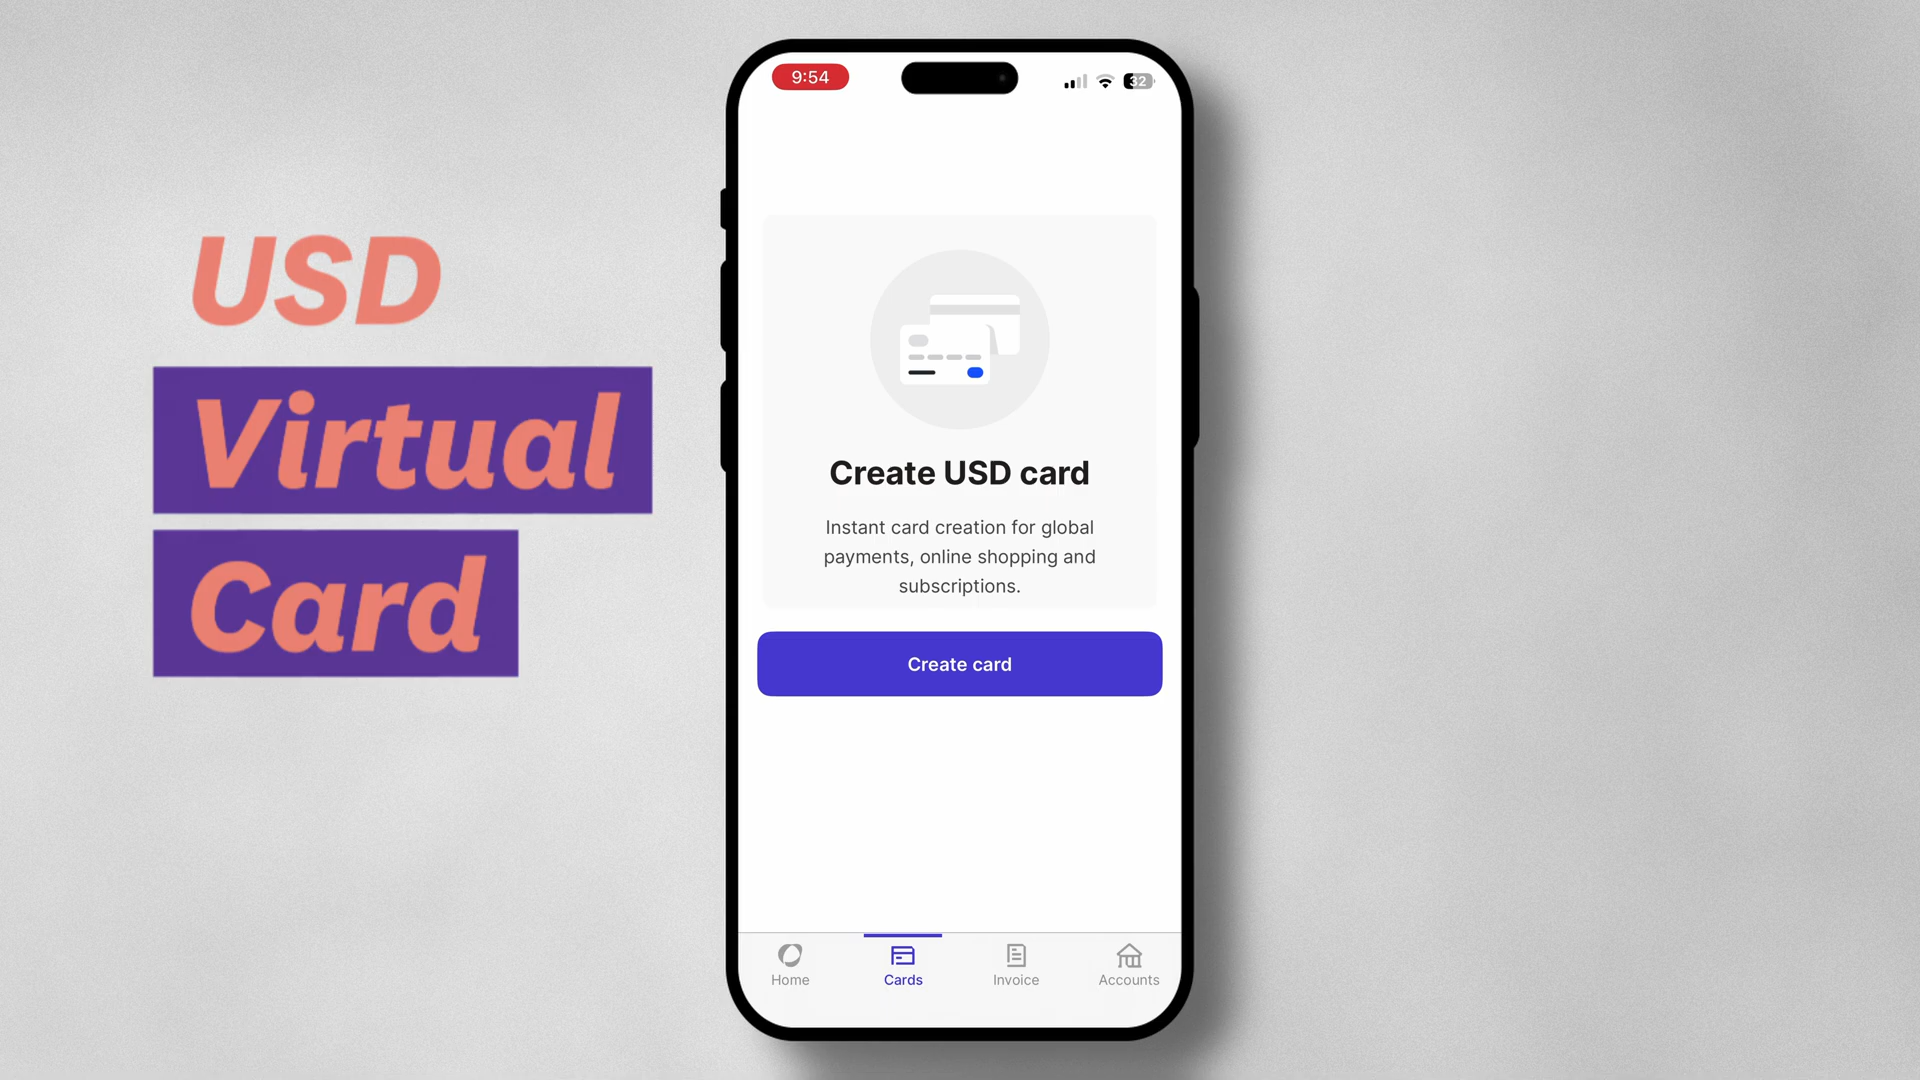 USD
Virtual
Card
9:54
32
Create USD card
Instant card creation for global
payments, online shopping and
subscriptions.
Create card
Home
Cards
Invoice
Accounts